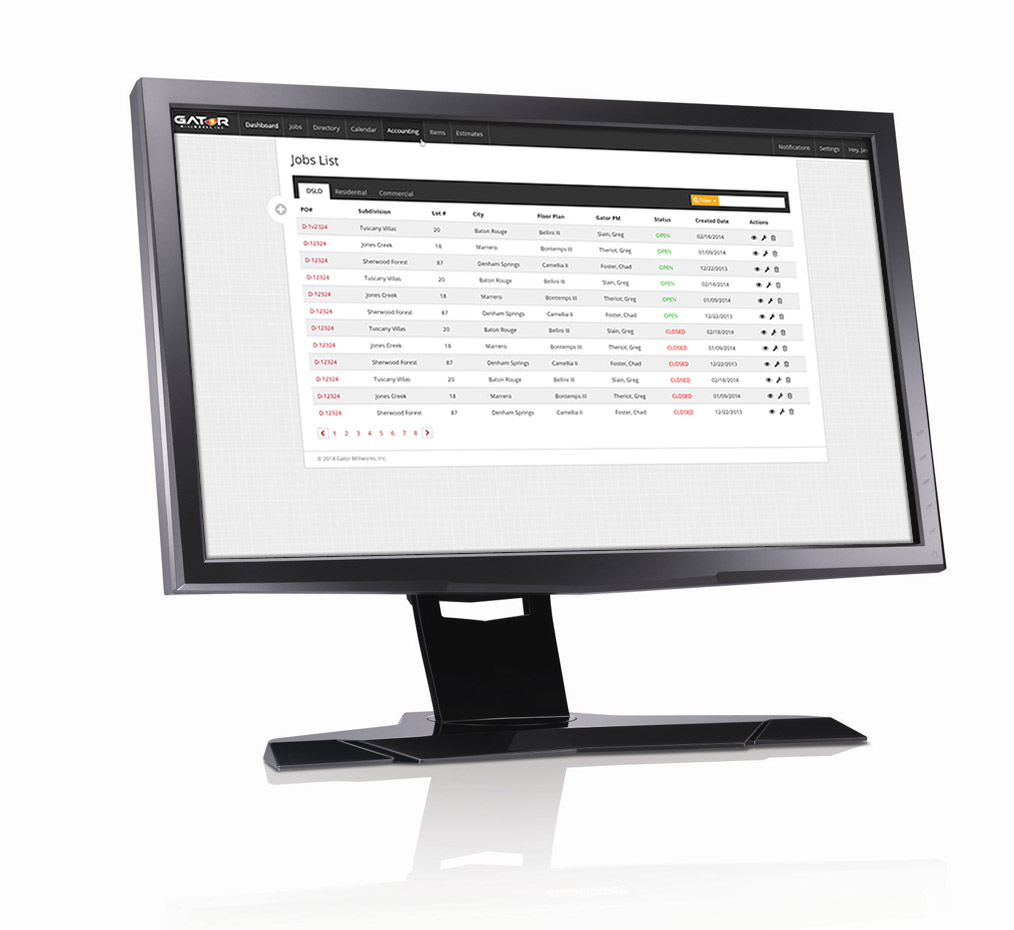 GATOR
MILLWORKS, INC.
Dashboard Jobs Directory Calendar Accounting Items Estimates
Notifications Settings Hey,
Jobs List
DSLD Residential Commercial
Filter
PO# Subdivision Lot # City Floor Plan Gator PM Status Created Date Actions
D-1x2324 Tuscany Villas 20 Baton Rouge Bellini III Slain, Greg OPEN 02/18/2014
D-12324 Jones Creek 18 Marrero Bontemps III Theriot, Greg OPEN 01/09/2014
D-12324 Sherwood Forest 87 Denham Springs Camellia II Foster, Chad OPEN 12/22/2013
D-12324 Tuscany Villas 20 Baton Rouge Bellini III Slain, Greg OPEN 02/18/2014
D-12324 Jones Creek 18 Marrero Bontemps III Theriot, Greg OPEN 01/09/2014
D-12324 Sherwood Forest 87 Denham Springs Camellia II Foster, Chad OPEN 12/22/2013
D-12324 Tuscany Villas 20 Baton Rouge Bellini III Slain, Greg CLOSED 02/18/2014
D-12324 Jones Creek 18 Marrero Bontemps III Theriot, Greg CLOSED 01/09/2014
D-12324 Sherwood Forest 87 Denham Springs Camellia II Foster, Chad CLOSED 12/22/2013
D-12324 Tuscany Villas 20 Baton Rouge Bellini III Slain, Greg CLOSED 02/18/2014
D-12324 Jones Creek 18 Marrero Bontemps III Theriot, Greg CLOSED 01/09/2014
D-12324 Sherwood Forest 87 Denham Springs Camellia II Foster, Chad CLOSED 12/22/2013
1 2 3 4 5 6 7 8
© 2014 Gator Millworks, Inc.